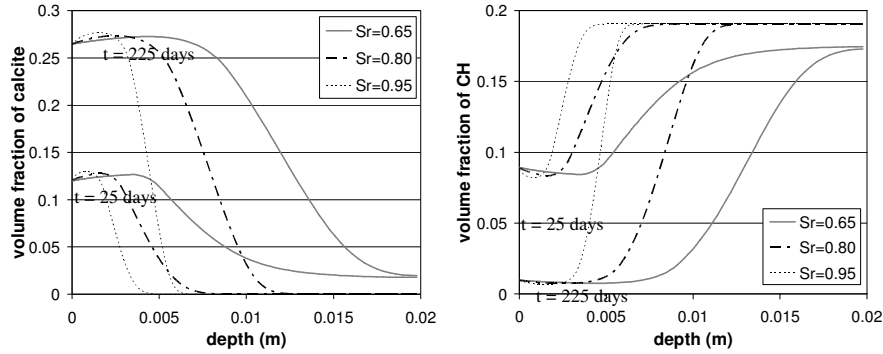 0.3
0.25
0.2
0.15
0.1
0.05
0
volume fraction of calcite
t = 225 days
t = 25 days
Sr=0.65
Sr=0.80
Sr=0.95
0
0.005
0.01
0.015
0.02
depth (m)
0.2
0.15
0.1
0.05
0
volume fraction of CH
t = 25 days
t = 225 days
Sr=0.65
Sr=0.80
Sr=0.95
0
0.005
0.01
0.015
0.02
depth (m)